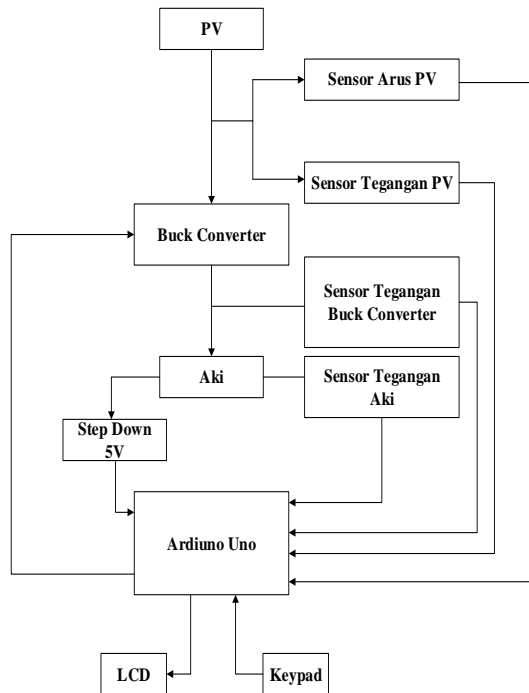 PV
Sensor Arus PV
Sensor Tegangan PV
Buck Converter
Sensor Tegangan
Buck Converter
Aki
Sensor Tegangan
Aki
Step Down
5V
Ardiuno Uno
LCD
Keypad